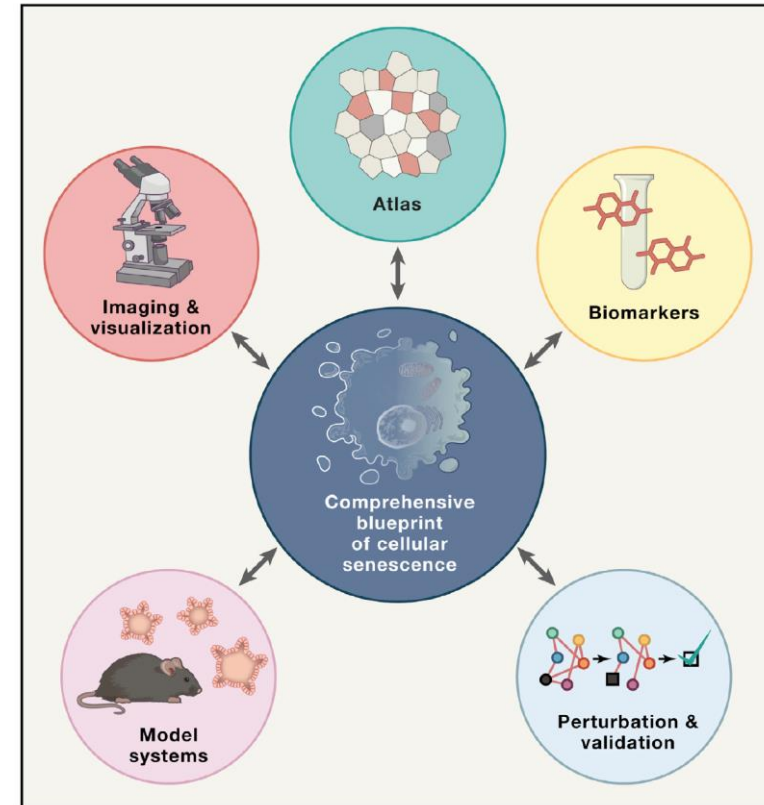 Atlas
Imaging &
visualization
Biomarkers
Comprehensive
blueprint
of cellular
senescence
Model
systems
Perturbation &
validation